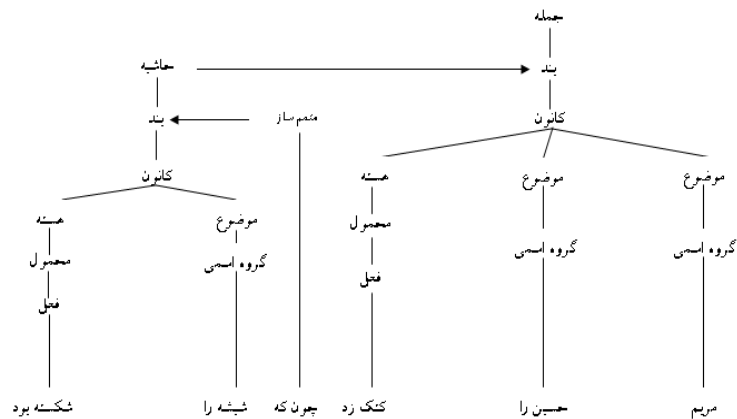 جمله
حاشیه بند
بند متمم‌ساز کانون
کانون
موضوع موضوع هسته
موضوع هسته
محمول
گروه اسمی گروه اسمی
گروه اسمی محمول
فعل
فعل
مریم حسین را کتک زد چون که شیشه را شکسته بود